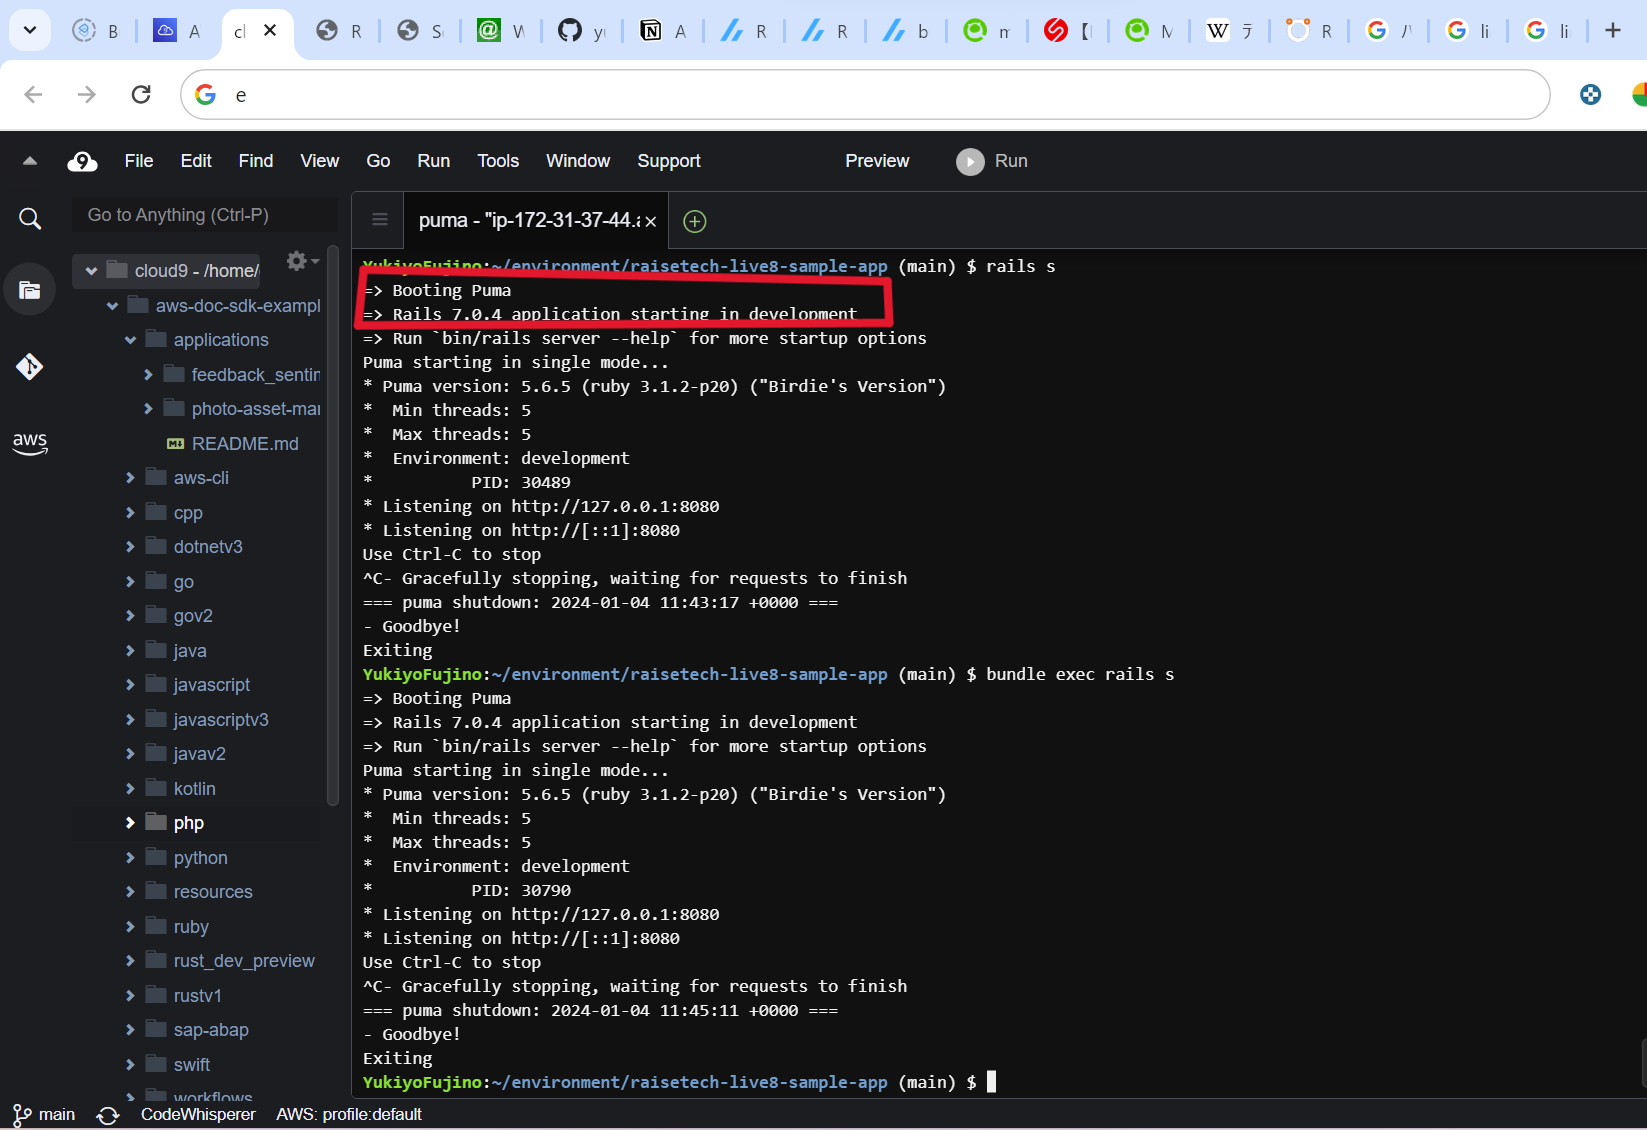 B
A
cl
R
S
W
yu
A
R
R
b
m
【
M
W
テ
R
ハ
li
li
e
File
Edit
Find
View
Go
Run
Tools
Window
Support
Preview
Run
Go to Anything (Ctrl-P)
puma - "ip-172-31-37-44.a
cloud9 - /home/
aws-doc-sdk-exampl
applications
feedback_sentin
photo-asset-mar
README.md
aws
aws-cli
cpp
dotnetv3
go
gov2
java
javascript
javascriptv3
javav2
kotlin
php
python
resources
ruby
rust_dev_preview
rustv1
sap-abap
swift
workflows
YukiyoFujino:~/environment/raisetech-live8-sample-app (main) $ rails s
=> Booting Puma
=> Rails 7.0.4 application starting in development
=> Run `bin/rails server --help` for more startup options
Puma starting in single mode...
* Puma version: 5.6.5 (ruby 3.1.2-p20) ("Birdie's Version")
*  Min threads: 5
*  Max threads: 5
*  Environment: development
*          PID: 30489
* Listening on http://127.0.0.1:8080
* Listening on http://[::1]:8080
Use Ctrl-C to stop
^C- Gracefully stopping, waiting for requests to finish
=== puma shutdown: 2024-01-04 11:43:17 +0000 ===
- Goodbye!
Exiting
YukiyoFujino:~/environment/raisetech-live8-sample-app (main) $ bundle exec rails s
=> Booting Puma
=> Rails 7.0.4 application starting in development
=> Run `bin/rails server --help` for more startup options
Puma starting in single mode...
* Puma version: 5.6.5 (ruby 3.1.2-p20) ("Birdie's Version")
*  Min threads: 5
*  Max threads: 5
*  Environment: development
*          PID: 30790
* Listening on http://127.0.0.1:8080
* Listening on http://[::1]:8080
Use Ctrl-C to stop
^C- Gracefully stopping, waiting for requests to finish
=== puma shutdown: 2024-01-04 11:45:11 +0000 ===
- Goodbye!
Exiting
YukiyoFujino:~/environment/raisetech-live8-sample-app (main) $
main
CodeWhisperer
AWS: profile:default